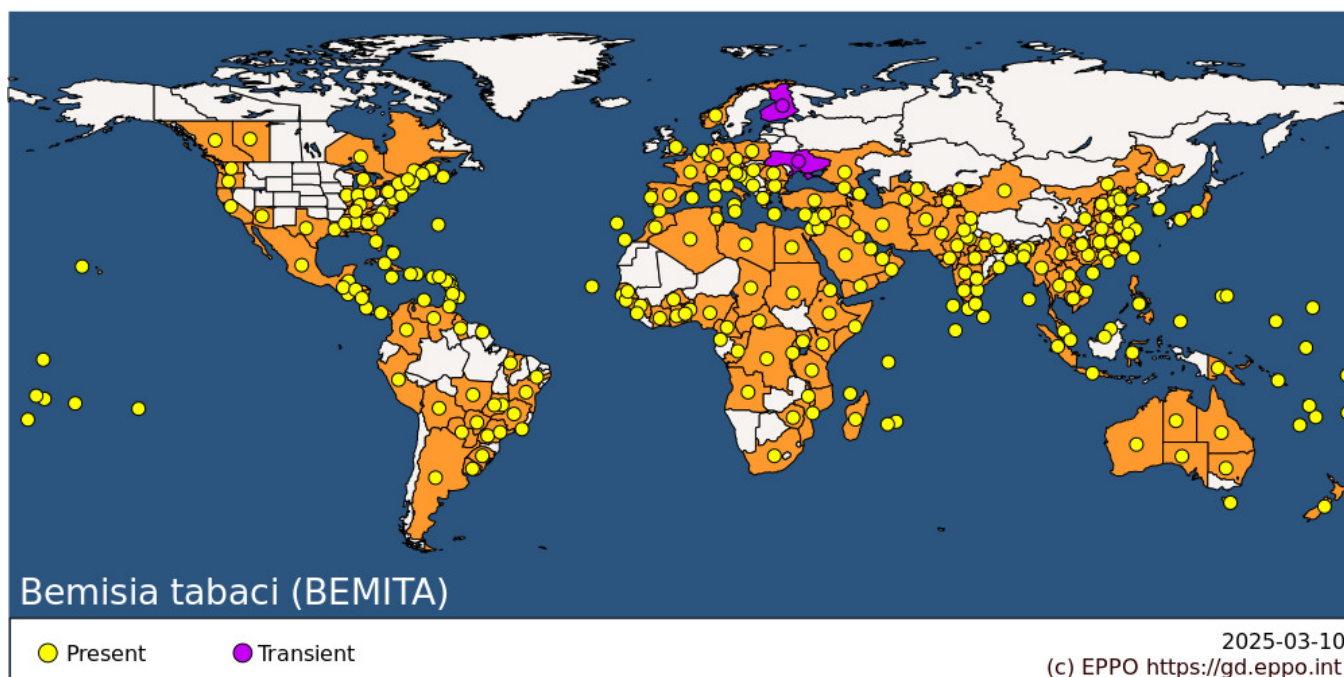 Bemisia tabaci (BEMITA)
Present
Transient
2025-03-10
(c) EPPO https://gd.eppo.int